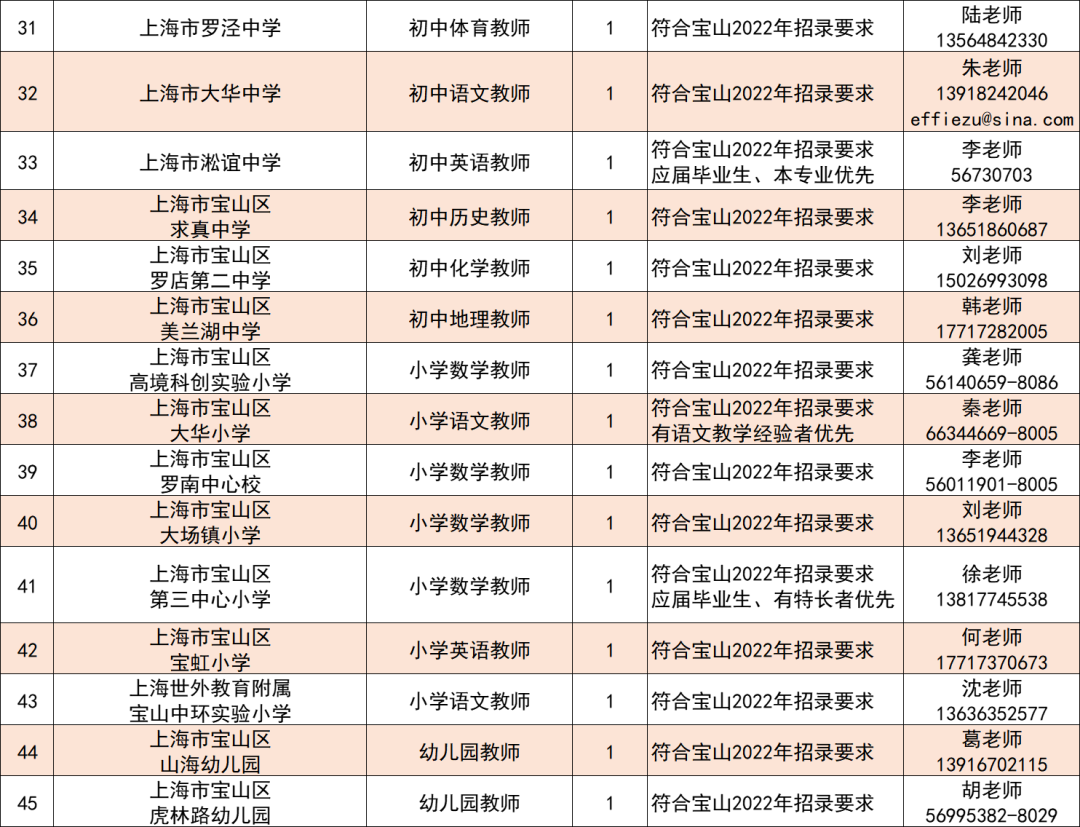 31 上海市罗泾中学 初中体育教师 1 符合宝山2022年招录要求 陆老师
13564842330
32 上海市大华中学 初中语文教师 1 符合宝山2022年招录要求 朱老师
13918242046
effiezu@sina.com
33 上海市淞谊中学 初中英语教师 1 符合宝山2022年招录要求
应届毕业生、本专业优先 李老师
56730703
34 上海市宝山区
求真中学 初中历史教师 1 符合宝山2022年招录要求 李老师
13651860687
35 上海市宝山区
罗店第二中学 初中化学教师 1 符合宝山2022年招录要求 刘老师
15026993098
36 上海市宝山区
美兰湖中学 初中地理教师 1 符合宝山2022年招录要求 韩老师
17717282005
37 上海市宝山区
高境科创实验小学 小学数学教师 1 符合宝山2022年招录要求 龚老师
56140659-8086
38 上海市宝山区
大华小学 小学语文教师 1 符合宝山2022年招录要求
有语文教学经验者优先 秦老师
66344669-8005
39 上海市宝山区
罗南中心校 小学数学教师 1 符合宝山2022年招录要求 李老师
56011901-8005
40 上海市宝山区
大场镇小学 小学数学教师 1 符合宝山2022年招录要求 刘老师
13651944328
41 上海市宝山区
第三中心小学 小学数学教师 1 符合宝山2022年招录要求
应届毕业生、有特长者优先 徐老师
13817745538
42 上海市宝山区
宝虹小学 小学英语教师 1 符合宝山2022年招录要求 何老师
17717370673
43 上海世外教育附属
宝山中环实验小学 小学语文教师 1 符合宝山2022年招录要求 沈老师
13636352577
44 上海市宝山区
山海幼儿园 幼儿园教师 1 符合宝山2022年招录要求 葛老师
13916702115
45 上海市宝山区
虎林路幼儿园 幼儿园教师 1 符合宝山2022年招录要求 胡老师
56995382-8029